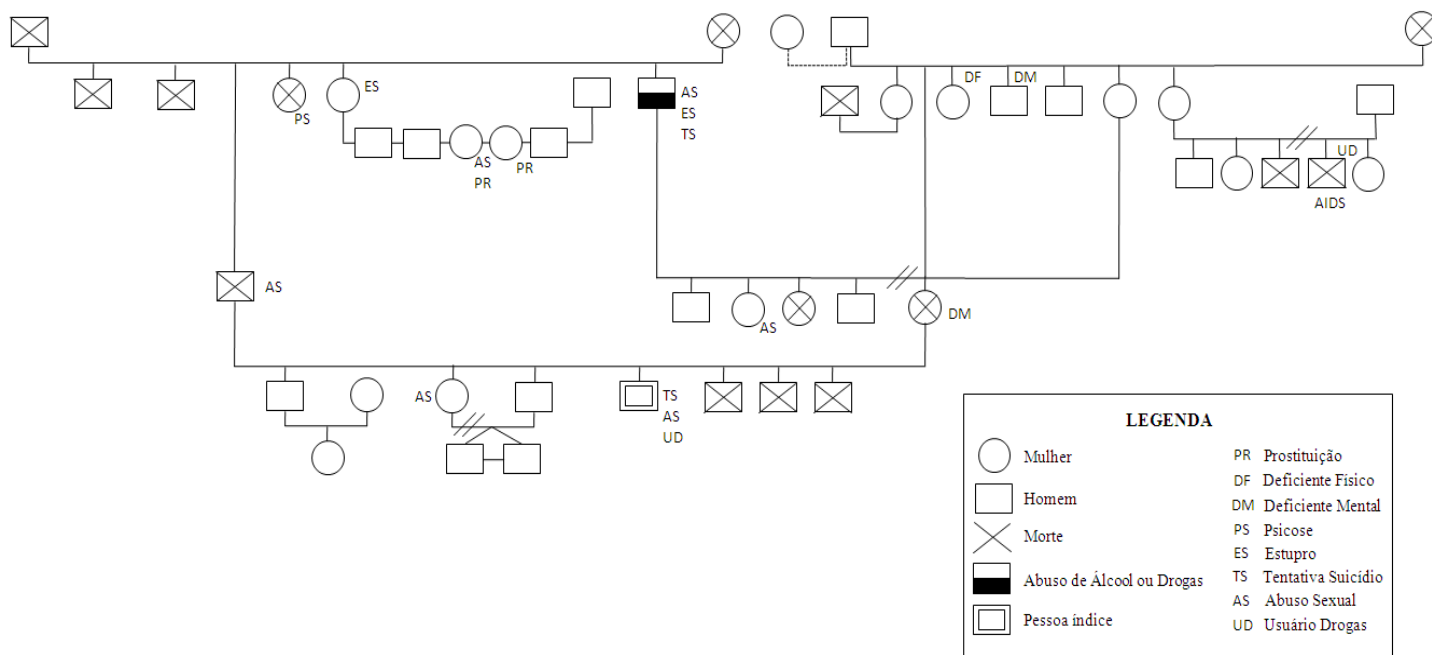 ES
PS
AS
ES
TS
DF
DM
AS
PR
PR
UD
AIDS
AS
AS
DM
AS
TS
AS
UD
LEGENDA
Mulher
Homem
Morte
Abuso de Álcool ou Drogas
Pessoa índice
PR Prostituição
DF Deficiente Físico
DM Deficiente Mental
PS Psicose
ES Estupro
TS Tentativa Suicídio
AS Abuso Sexual
UD Usuário Drogas